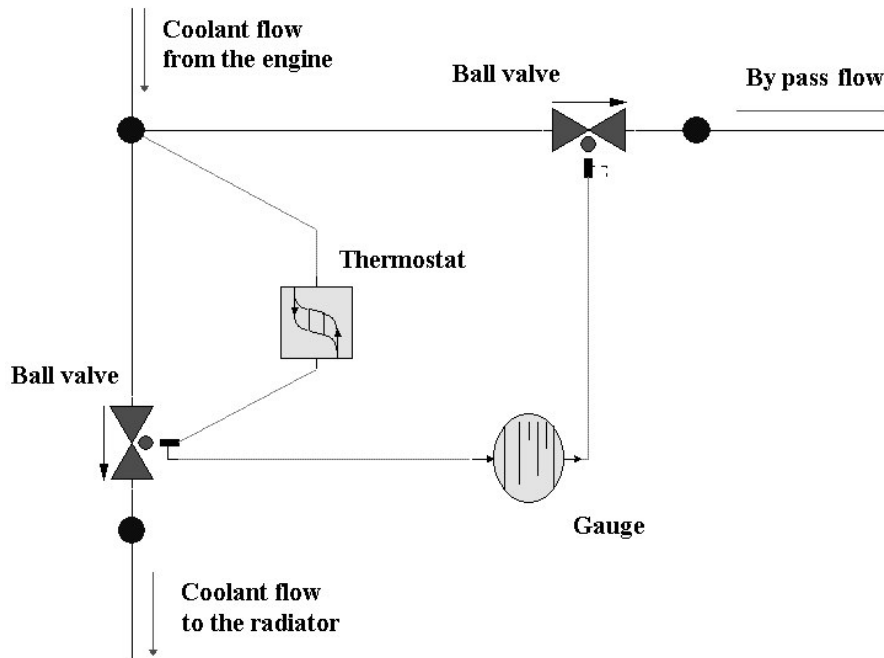 Coolant flow
from the engine
Ball valve
By pass flow
Thermostat
Ball valve
Gauge
Coolant flow
to the radiator